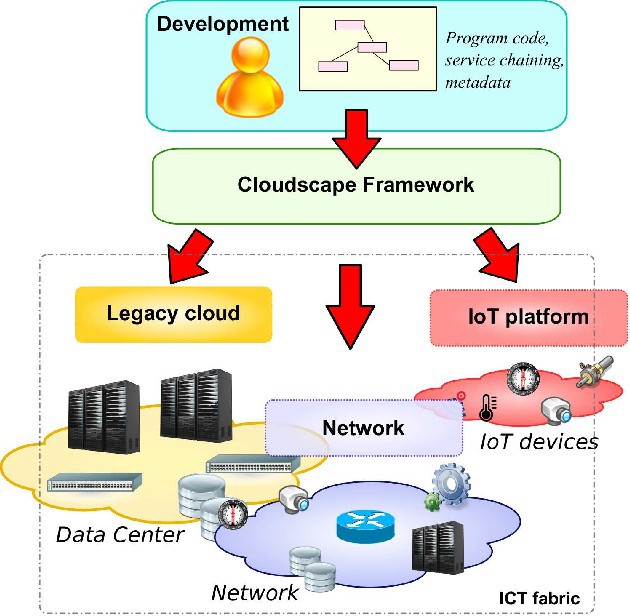 Development
Program code,
service chaining,
metadata
Cloudscape Framework
Legacy cloud
IoT platform
Network
IoT devices
Data Center
Network
ICT fabric